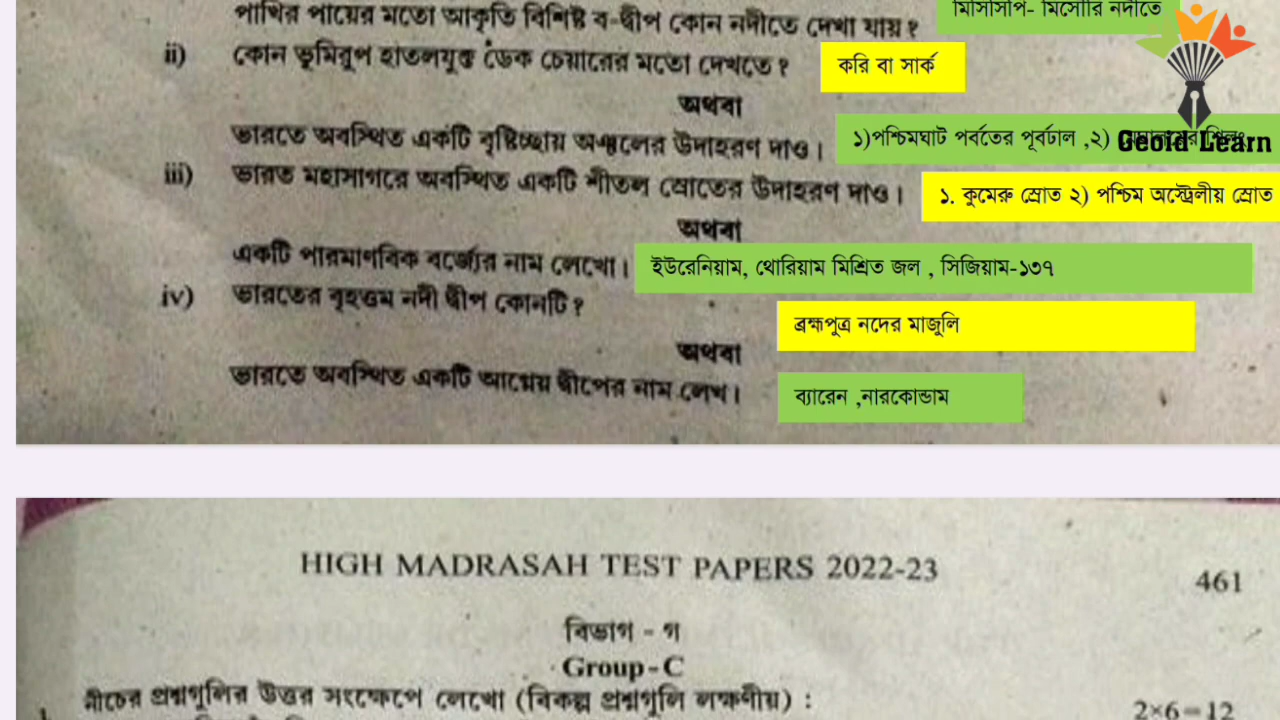 পাখির পায়ের মতো আকৃতি বিশিষ্ট ব-দ্বীপ কোন নদীতে দেখা যায়? মিসিসিপি- মিসৌরি নদীতে
ii) কোন ভূমিরূপ হাতলযুক্ত ডেক চেয়ারের মতো দেখতে? করি বা সার্ক
অথবা
ভারতে অবস্থিত একটি বৃষ্টিচ্ছায় অঞ্চলের উদাহরণ দাও। ১)পশ্চিমঘাট পর্বতের পূর্বঢাল ,২)
Geoid Learn
iii) ভারত মহাসাগরে অবস্থিত একটি শীতল স্রোতের উদাহরণ দাও। ১. কুমেরু স্রোত ২) পশ্চিম অস্ট্রেলীয় স্রোত
অথবা
একটি পারমাণবিক বর্জ্যের নাম লেখো। ইউরেনিয়াম, থোরিয়াম মিশ্রিত জল , সিজিয়াম-১৩৭
iv) ভারতের বৃহত্তম নদী দ্বীপ কোনটি? ব্রহ্মপুত্র নদের মাজুলি
অথবা
ভারতে অবস্থিত একটি আগ্নেয় দ্বীপের নাম লেখ। ব্যারেন ,নারকোন্ডাম
HIGH MADRASAH TEST PAPERS 2022-23 461
বিভাগ - গ
Group-C
নীচের প্রশ্নগুলির উত্তর সংক্ষেপে লেখো (বিকল্প প্রশ্নগুলি লক্ষণীয়) : 2×6=12